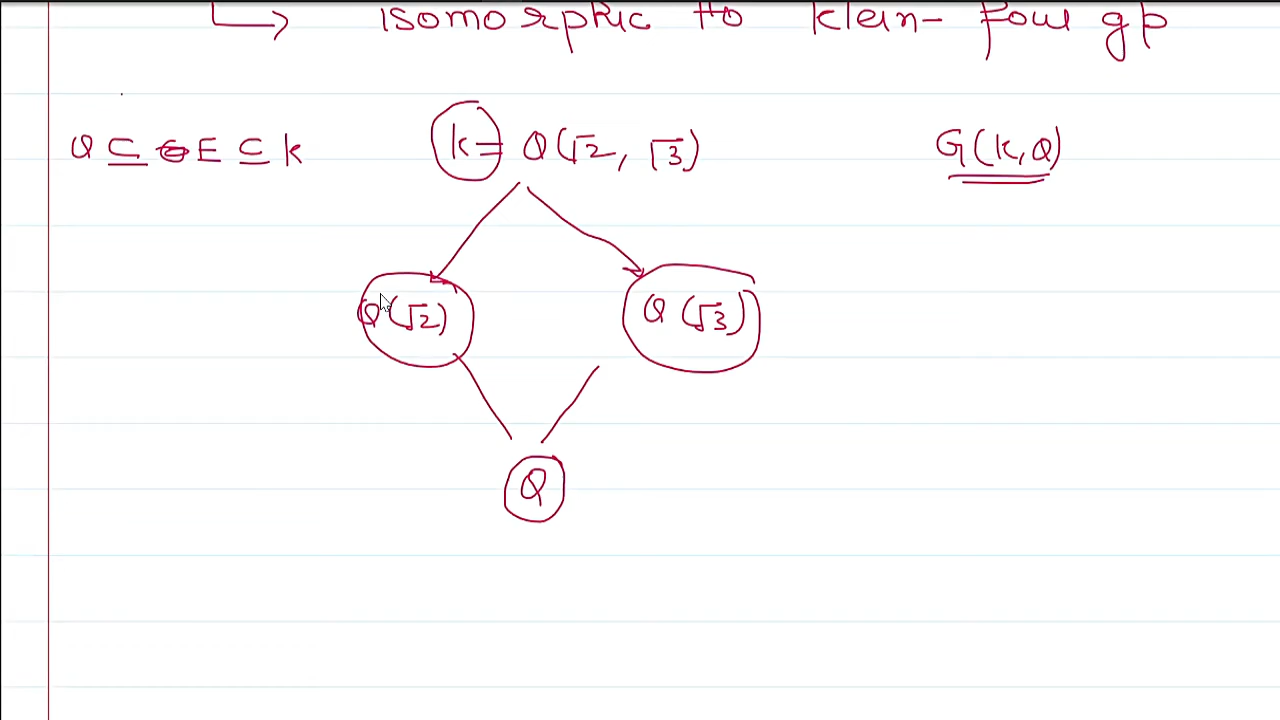 ↳ isomorphic to klein- four gp
Q ⊆ E ⊆ k K = Q(√2, √3) G(K,Q)
Q(√2) Q(√3)
Q